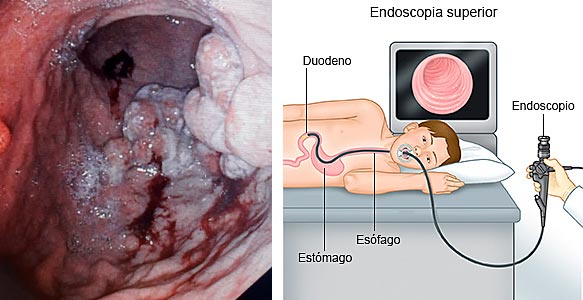 Endoscopia superior
Duodeno
Endoscopio
Esófago
Estómago